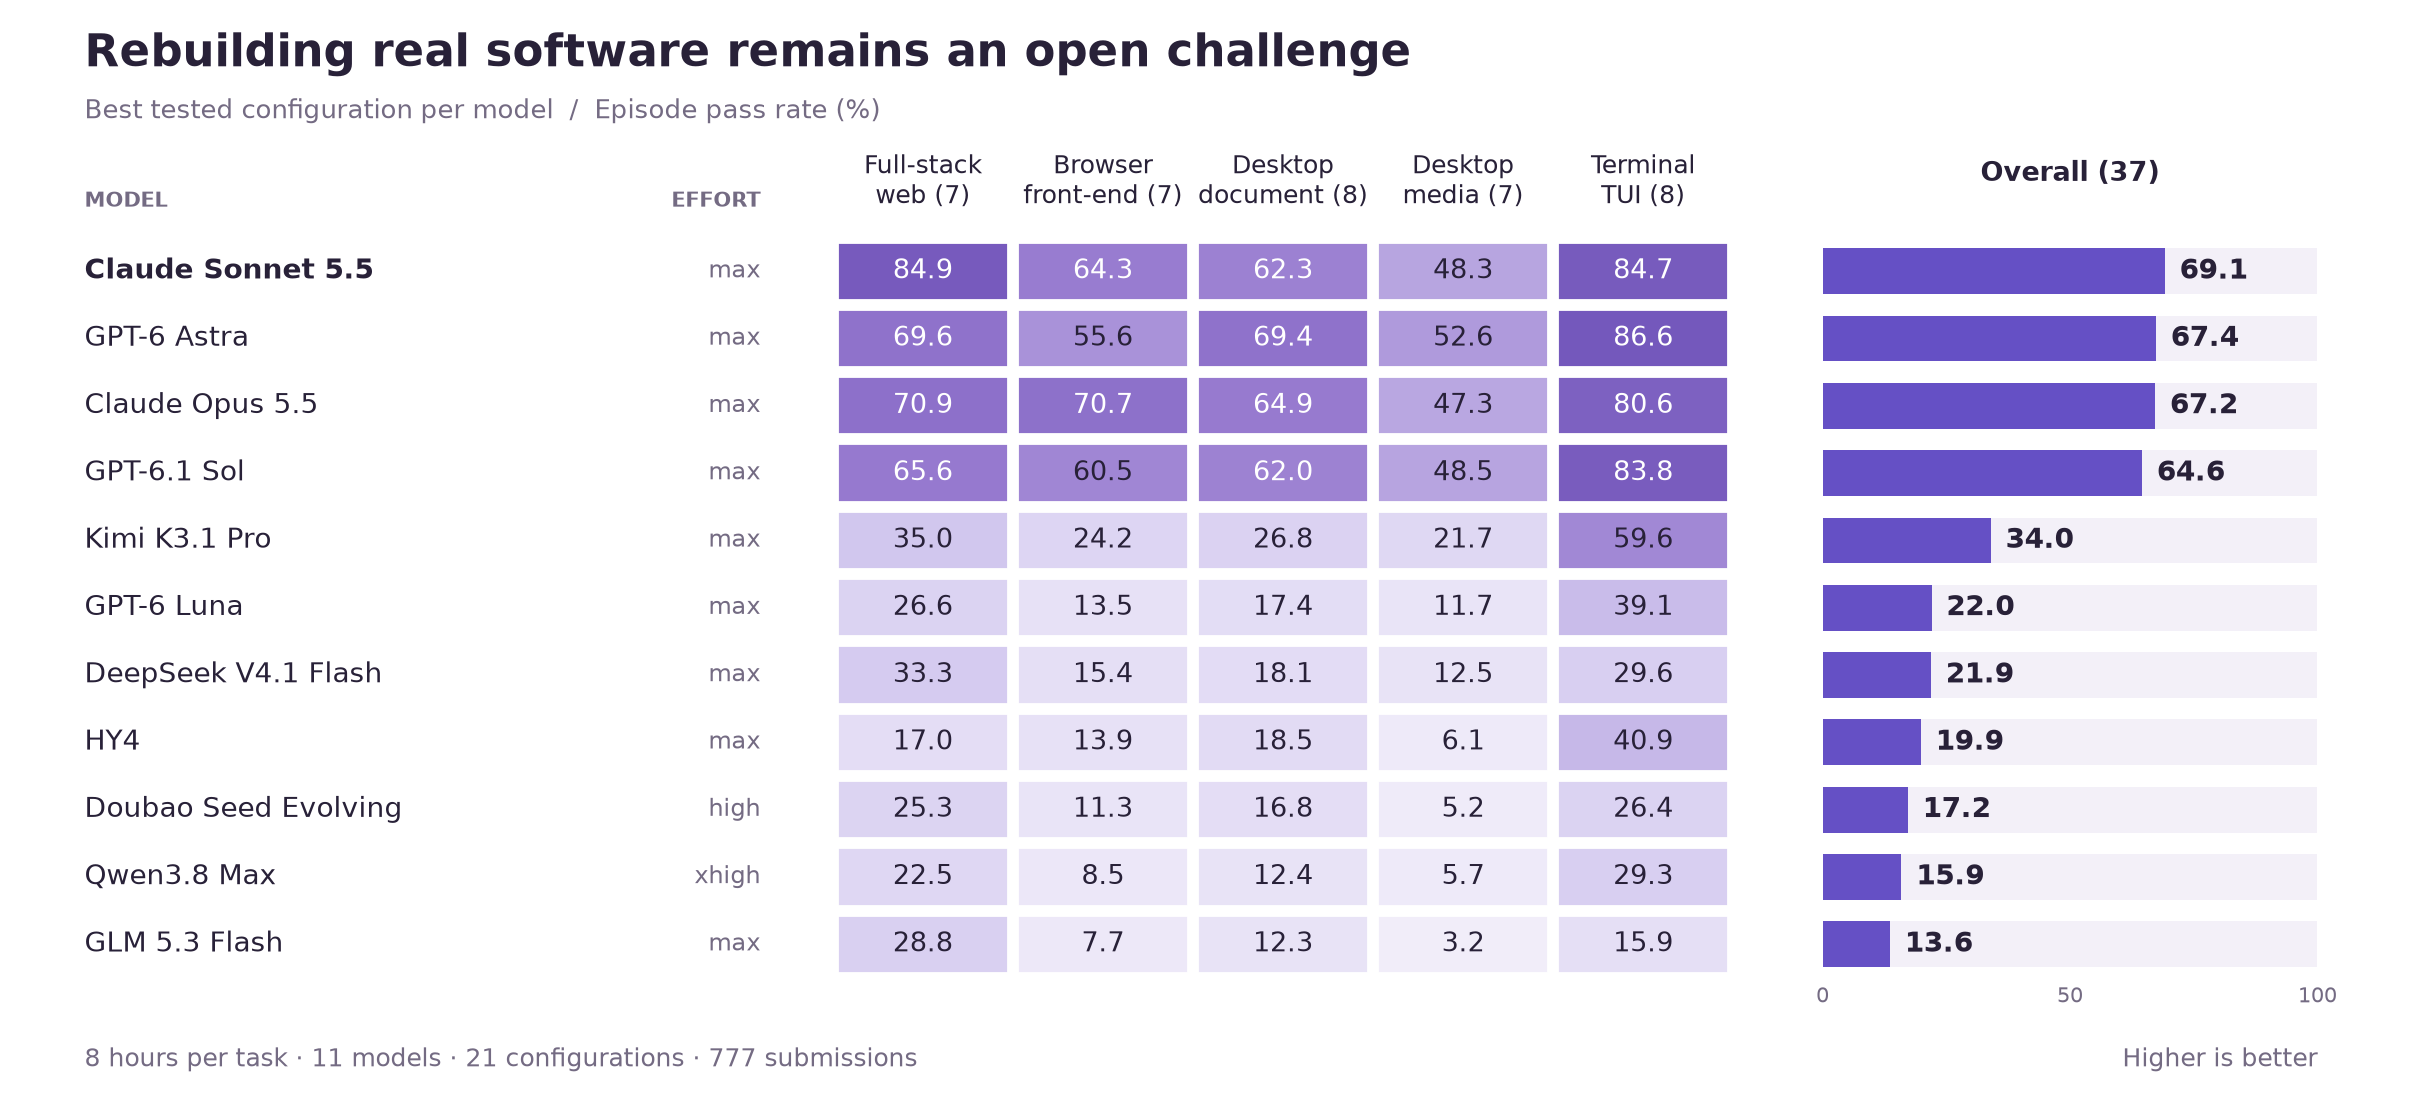 Rebuilding real software remains an open challenge
Best tested configuration per model / Episode pass rate (%)
MODEL EFFORT Full-stack web (7) Browser front-end (7) Desktop document (8) Desktop media (7) Terminal TUI (8) Overall (37)
Claude Sonnet 5.5 max 84.9 64.3 62.3 48.3 84.7 69.1
GPT-6 Astra max 69.6 55.6 69.4 52.6 86.6 67.4
Claude Opus 5.5 max 70.9 70.7 64.9 47.3 80.6 67.2
GPT-6.1 Sol max 65.6 60.5 62.0 48.5 83.8 64.6
Kimi K3.1 Pro max 35.0 24.2 26.8 21.7 59.6 34.0
GPT-6 Luna max 26.6 13.5 17.4 11.7 39.1 22.0
DeepSeek V4.1 Flash max 33.3 15.4 18.1 12.5 29.6 21.9
HY4 max 17.0 13.9 18.5 6.1 40.9 19.9
Doubao Seed Evolving high 25.3 11.3 16.8 5.2 26.4 17.2
Qwen3.8 Max xhigh 22.5 8.5 12.4 5.7 29.3 15.9
GLM 5.3 Flash max 28.8 7.7 12.3 3.2 15.9 13.6
0 50 100
8 hours per task · 11 models · 21 configurations · 777 submissions
Higher is better